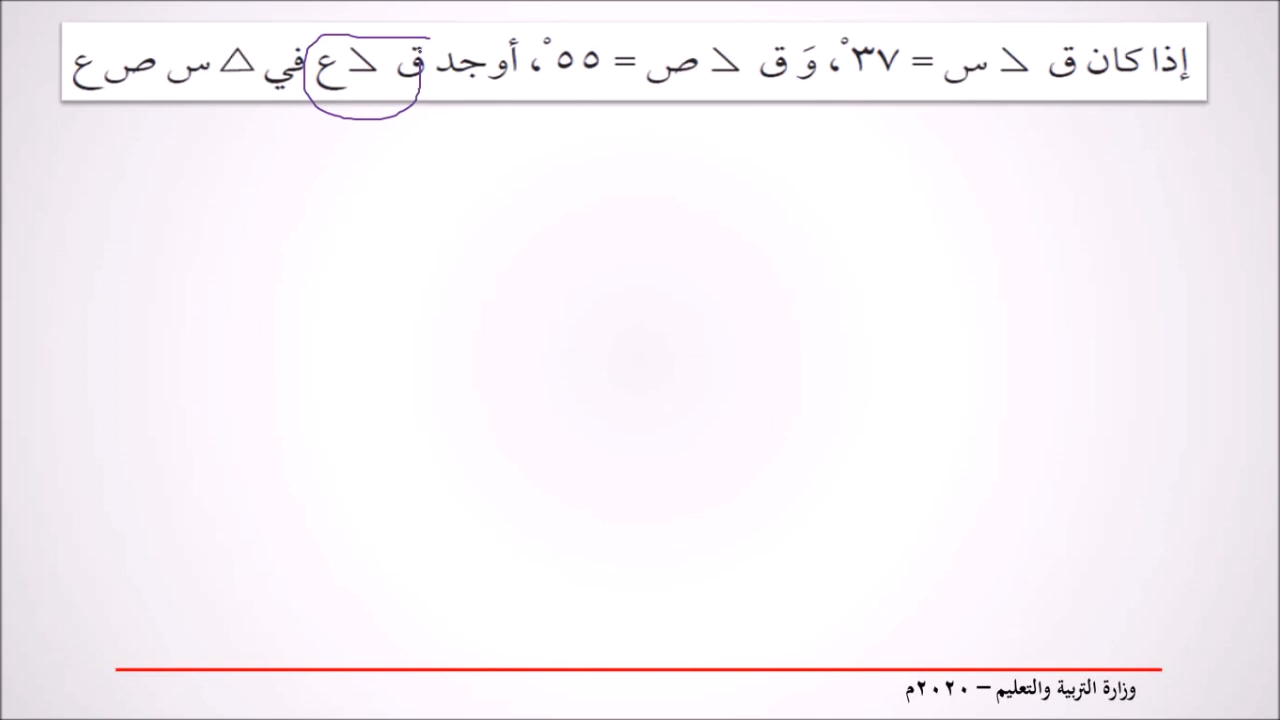 إذا كان ق ∠ س = ٣٧°، وَ ق ∠ ص = ٥٥°، أوجد ق ∠ ع في △ س ص ع
وزارة التربية والتعليم – ٢٠٢٠م